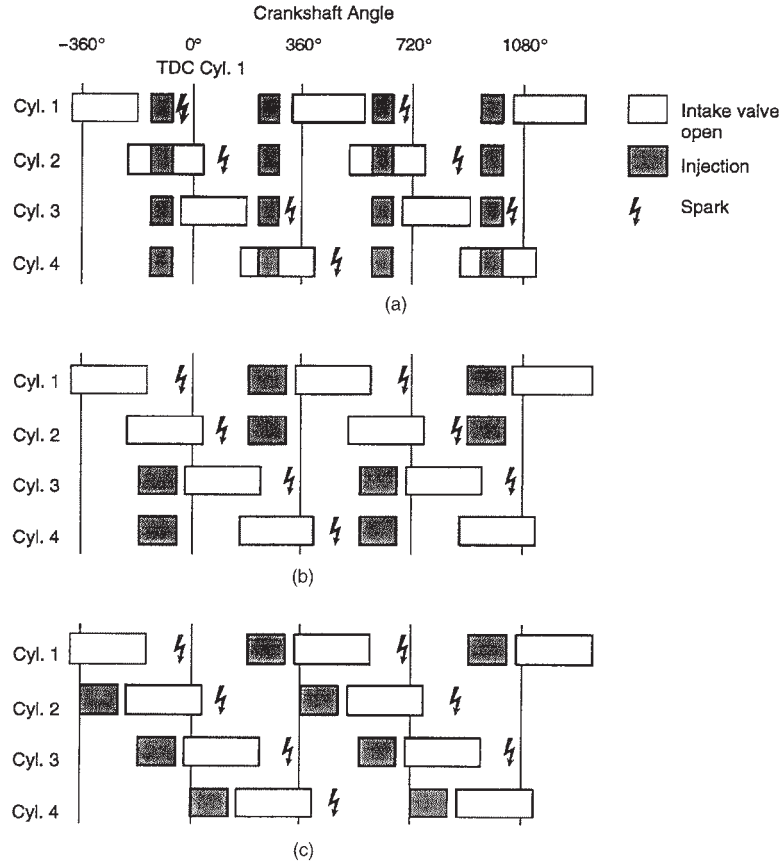 Crankshaft Angle
−360° 0° 360° 720° 1080°
TDC Cyl. 1
Cyl. 1
Cyl. 2
Cyl. 3
Cyl. 4
Intake valve
open
Injection
Spark
(a)
Cyl. 1
Cyl. 2
Cyl. 3
Cyl. 4
(b)
Cyl. 1
Cyl. 2
Cyl. 3
Cyl. 4
(c)